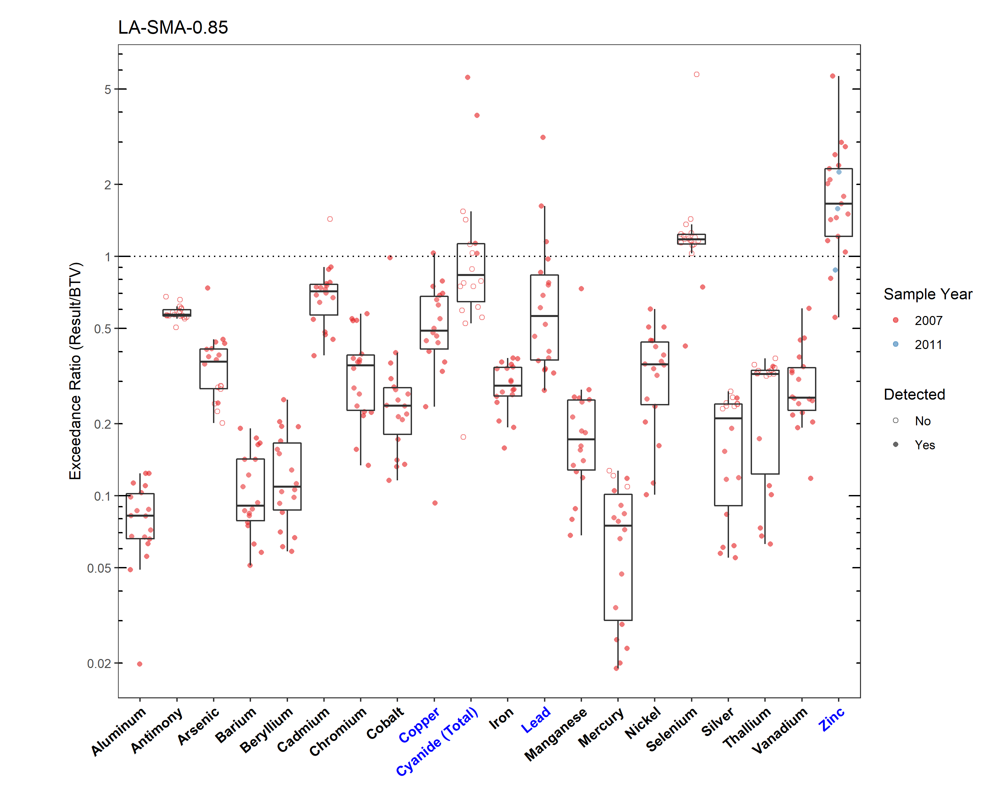 LA-SMA-0.85
Exceedance Ratio (Result/BTV)
5
2
1
0.5
0.2
0.1
0.05
0.02
Aluminum
Antimony
Arsenic
Barium
Beryllium
Cadmium
Chromium
Cobalt
Copper
Cyanide (Total)
Iron
Lead
Manganese
Mercury
Nickel
Selenium
Silver
Thallium
Vanadium
Zinc
Sample Year
2007
2011
Detected
No
Yes